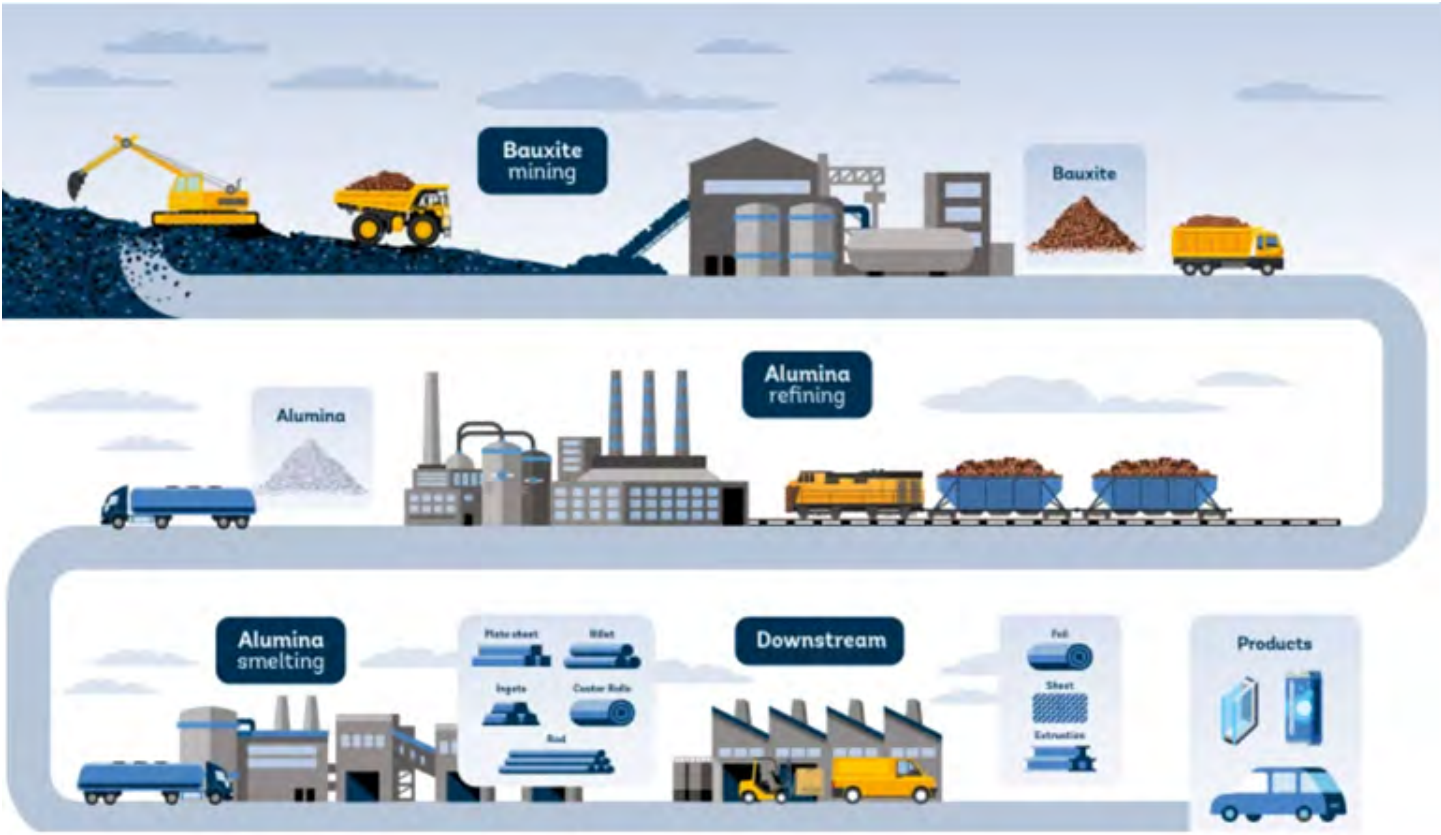 Bauxite
mining
Bauxite
Alumina
refining
Alumina
Alumina
smelting
Plate sheet
Billet
Ingots
Caster Rolls
Rod
Downstream
Foil
Sheet
Extrustion
Products